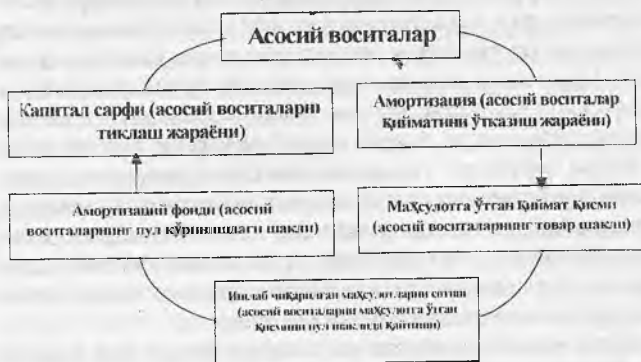 Асосий воситалар
Капитал сарфи (асосий воситаларни
тиклаш жараёни)
Амортизация (асосий воситалар
қийматини ўтказиш жараёни)
Амортизаций фонди (асосий
воситаларнинг пул кўринишдаги шакли)
Маҳсулотга ўтган қиймат қисми
(асосий воситаларнинг товар шакли)
Ишлаб чиқарилган маҳсулотларни сотиш
(асосий воситаларни маҳсулотга ўтган
қисмини пул шаклида қайтиши)